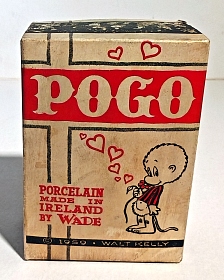 POGO
PORCELAIN
MADE IN
IRELAND
BY WADE
© 1959 • WALT KELLY